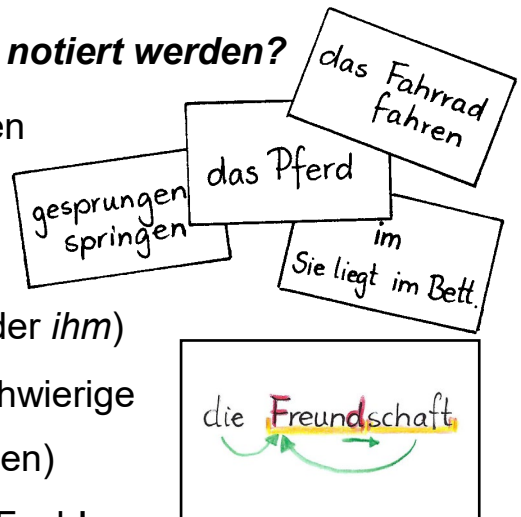 notiert werden?
das Fahrrad
fahren
en
das Pferd
gesprungen
springen
im
Sie liegt im Bett.
der ihm)
hwierige
die Freundschaft
en)